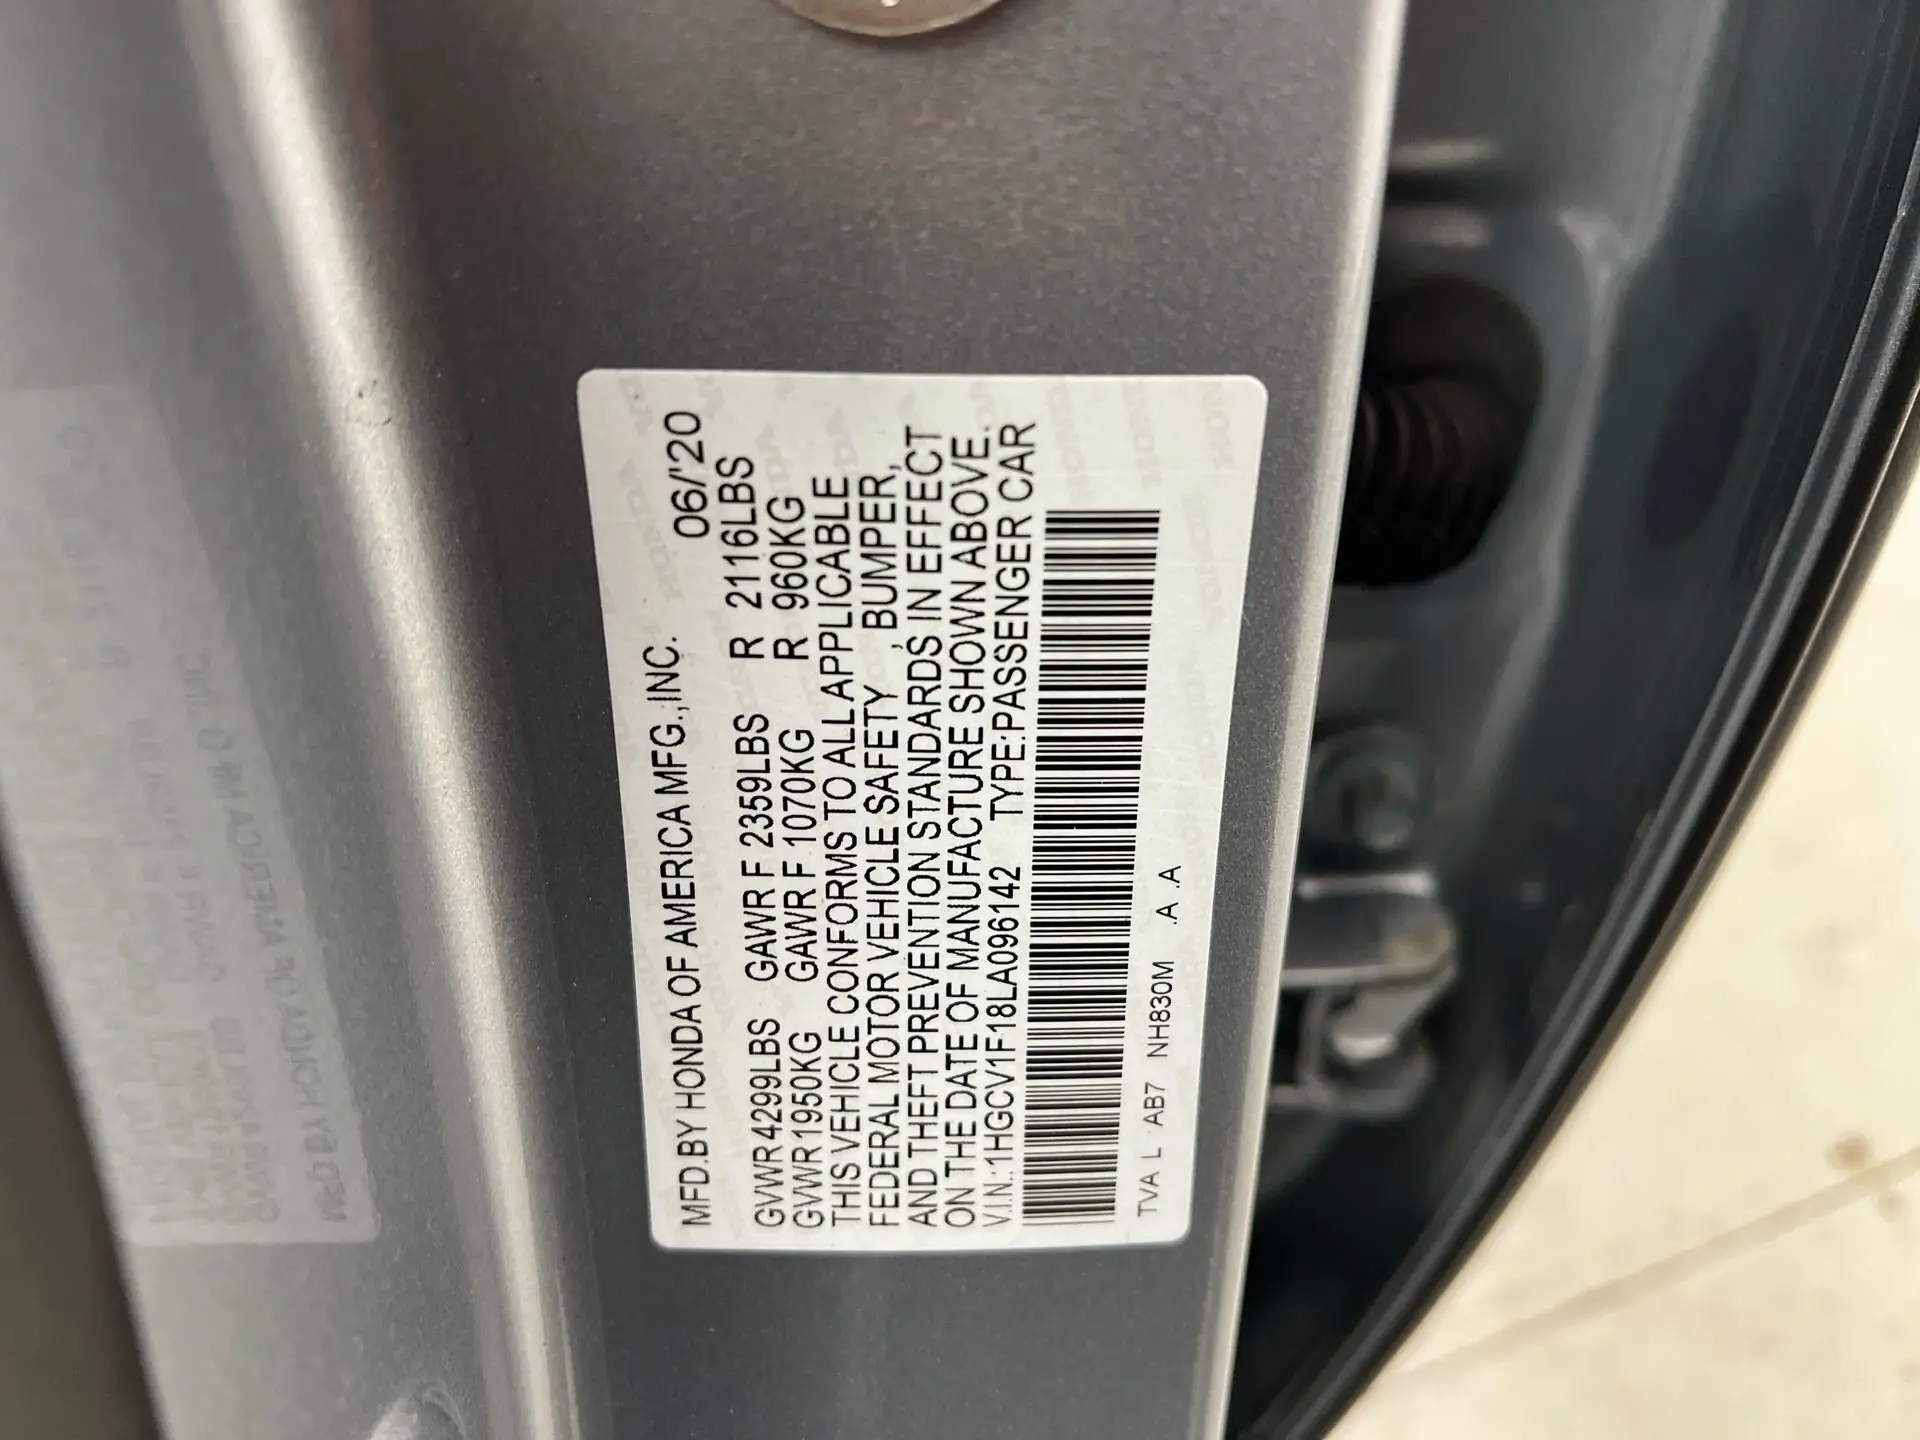 MFD.BY HONDA OF AMERICA MFG.,INC. 06/'20
GVWR 4299LBS GAWR F 2359LBS R 2116LBS
GVWR 1950KG GAWR F 1070KG R 960KG
THIS VEHICLE CONFORMS TO ALL APPLICABLE
FEDERAL MOTOR VEHICLE SAFETY , BUMPER,
AND THEFT PREVENTION STANDARDS IN EFFECT
ON THE DATE OF MANUFACTURE SHOWN ABOVE.
V.I.N.:1HGCV1F18LA096142 TYPE:PASSENGER CAR
TVA L AB7 NH830M .A .A